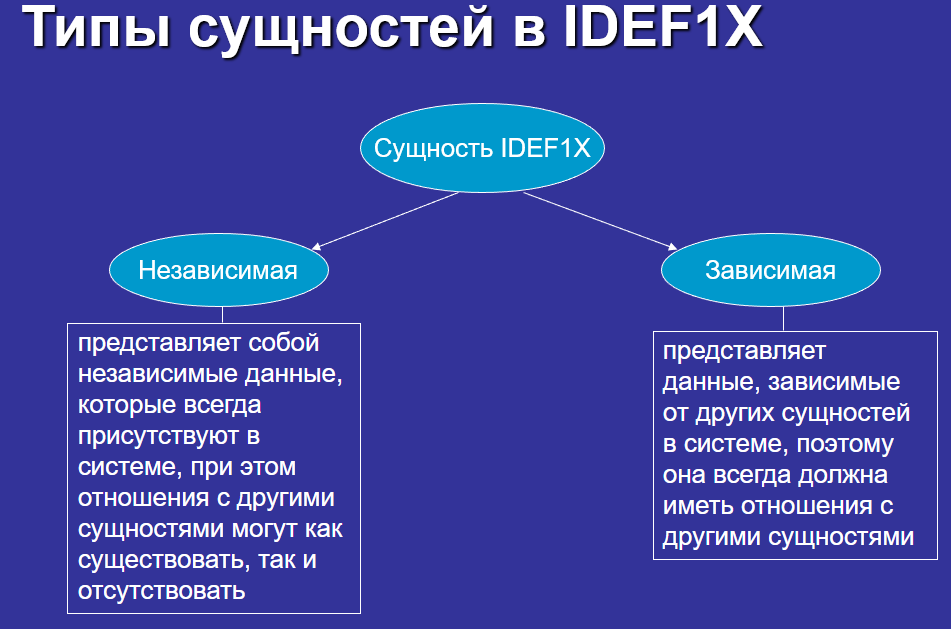 Типы сущностей в IDEF1X
Сущность IDEF1X
Независимая
Зависимая
представляет собой
независимые данные,
которые всегда
присутствуют в
системе, при этом
отношения с другими
сущностями могут как
существовать, так и
отсутствовать
представляет
данные, зависимые
от других сущностей
в системе, поэтому
она всегда должна
иметь отношения с
другими сущностями